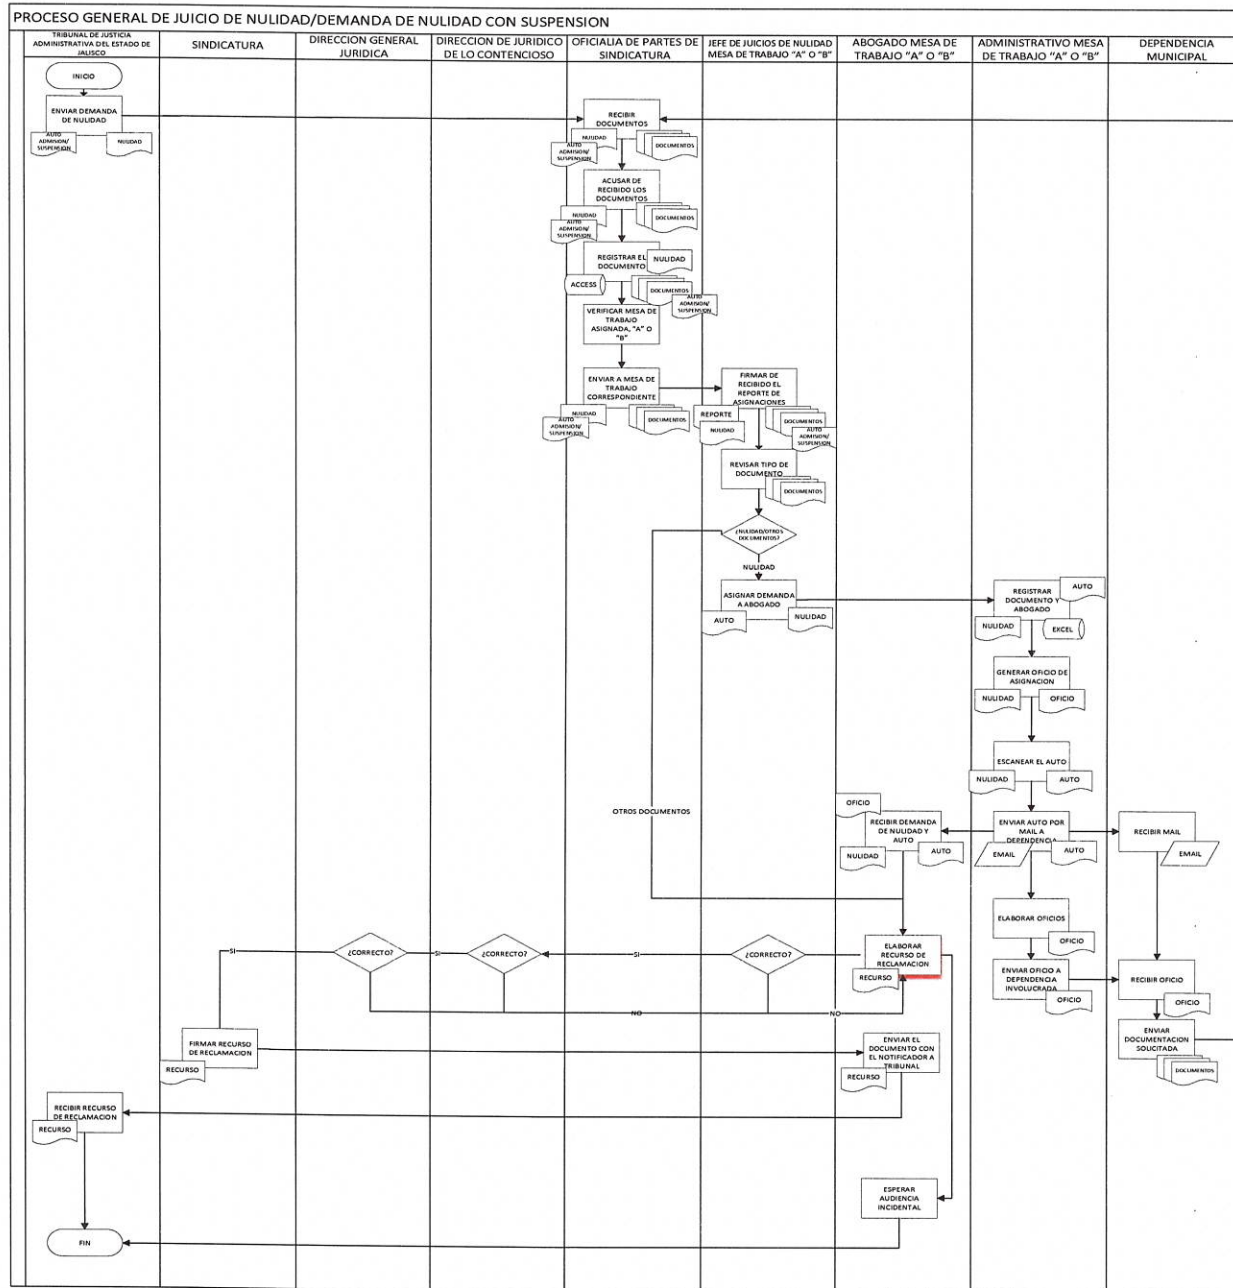 PROCESO GENERAL DE JUICIO DE NULIDAD/DEMANDA DE NULIDAD CON SUSPENSION
TRIBUNAL DE JUSTICIA
ADMINISTRATIVA DEL ESTADO DE
JALISCO
SINDICATURA
DIRECCION GENERAL
JURIDICA
DIRECCION DE JURIDICO
DE LO CONTENCIOSO
OFICIALIA DE PARTES DE
SINDICATURA
JEFE DE JUICIOS DE NULIDAD
MESA DE TRABAJO "A" O "B"
ABOGADO MESA DE
TRABAJO "A" O "B"
ADMINISTRATIVO MESA
DE TRABAJO "A" O "B"
DEPENDENCIA
MUNICIPAL
INICIO
ENVIAR DEMANDA
DE NULIDAD
AUTO
ADMISION/
SUSPENSION
NULIDAD
RECIBIR
DOCUMENTOS
NULIDAD
AUTO
ADMISION/
SUSPENSION
DOCUMENTOS
ACUSAR DE
RECIBIDO LOS
DOCUMENTOS
NULIDAD
AUTO
ADMISION/
SUSPENSION
DOCUMENTOS
REGISTRAR EL
DOCUMENTO
NULIDAD
ACCESS
DOCUMENTOS
AUTO
ADMISION/
SUSPENSION
VERIFICAR MESA DE
TRABAJO
ASIGNADA, "A" O
"B"
ENVIAR A MESA DE
TRABAJO
CORRESPONDIENTE
NULIDAD
AUTO
ADMISION/
SUSPENSION
DOCUMENTOS
FIRMAR DE
RECIBIDO EL
REPORTE DE
ASIGNACIONES
REPORTE
NULIDAD
DOCUMENTOS
AUTO
ADMISION/
SUSPENSION
REVISAR TIPO DE
DOCUMENTO
DOCUMENTOS
¿NULIDAD/OTROS
DOCUMENTOS?
NULIDAD
ASIGNAR DEMANDA
A ABOGADO
AUTO
NULIDAD
REGISTRAR
DOCUMENTO Y
ABOGADO
AUTO
NULIDAD
EXCEL
GENERAR OFICIO DE
ASIGNACION
NULIDAD
OFICIO
ESCANEAR EL AUTO
NULIDAD
AUTO
OTROS DOCUMENTOS
OFICIO
RECIBIR DEMANDA
DE NULIDAD Y
AUTO
NULIDAD
AUTO
ENVIAR AUTO POR
MAIL A
DEPENDENCIA
EMAIL
AUTO
RECIBIR MAIL
EMAIL
ELABORAR OFICIOS
OFICIO
SI
¿CORRECTO?
SI
¿CORRECTO?
SI
¿CORRECTO?
ELABORAR
RECURSO DE
RECLAMACION
RECURSO
ENVIAR OFICIO A
DEPENDENCIA
INVOLUCRADA
OFICIO
RECIBIR OFICIO
OFICIO
NO
NO
FIRMAR RECURSO
DE RECLAMACION
RECURSO
ENVIAR EL
DOCUMENTO CON
EL NOTIFICADOR A
TRIBUNAL
RECURSO
ENVIAR
DOCUMENTACION
SOLICITADA
DOCUMENTOS
RECIBIR RECURSO
DE RECLAMACION
RECURSO
ESPERAR
AUDIENCIA
INCIDENTAL
FIN